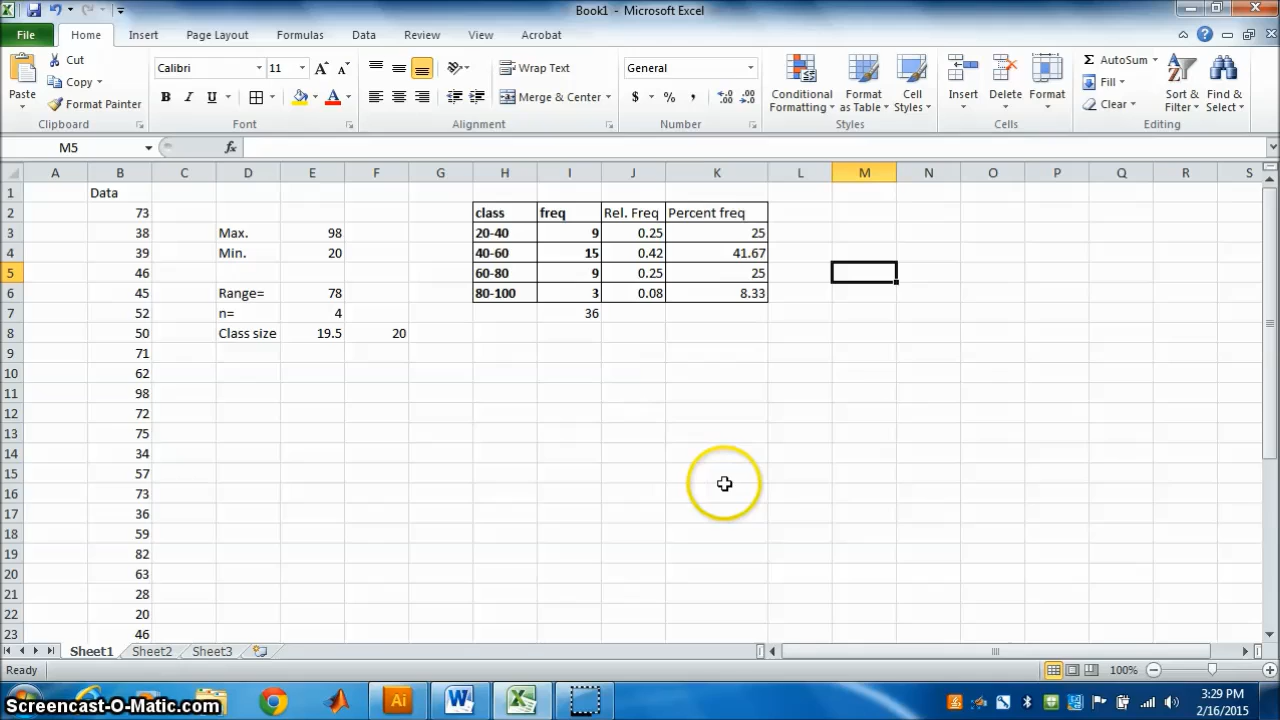 Book1 - Microsoft Excel
File Home Insert Page Layout Formulas Data Review View Acrobat
Paste Cut Copy Format Painter
Calibri 11
B I U
Wrap Text
Merge & Center
General
$ % ,
Conditional Formatting
Format as Table
Cell Styles
Insert Delete Format
AutoSum Fill Clear
Sort & Filter
Find & Select
Clipboard Font Alignment Number Styles Cells Editing
M5 fx
A B C D E F G H I J K L M N O P Q R S
1 Data
2 73 class freq Rel. Freq Percent freq
3 38 Max. 98 20-40 9 0.25 25
4 39 Min. 20 40-60 15 0.42 41.67
5 46 60-80 9 0.25 25
6 45 Range= 78 80-100 3 0.08 8.33
7 52 n= 4 36
8 50 Class size 19.5 20
9 71
10 62
11 98
12 72
13 75
14 34
15 57
16 73
17 36
18 59
19 82
20 63
21 28
22 20
23 46
Sheet1 Sheet2 Sheet3
Ready 100%
Screencast-O-Matic.com
Ai
3:29 PM
2/16/2015